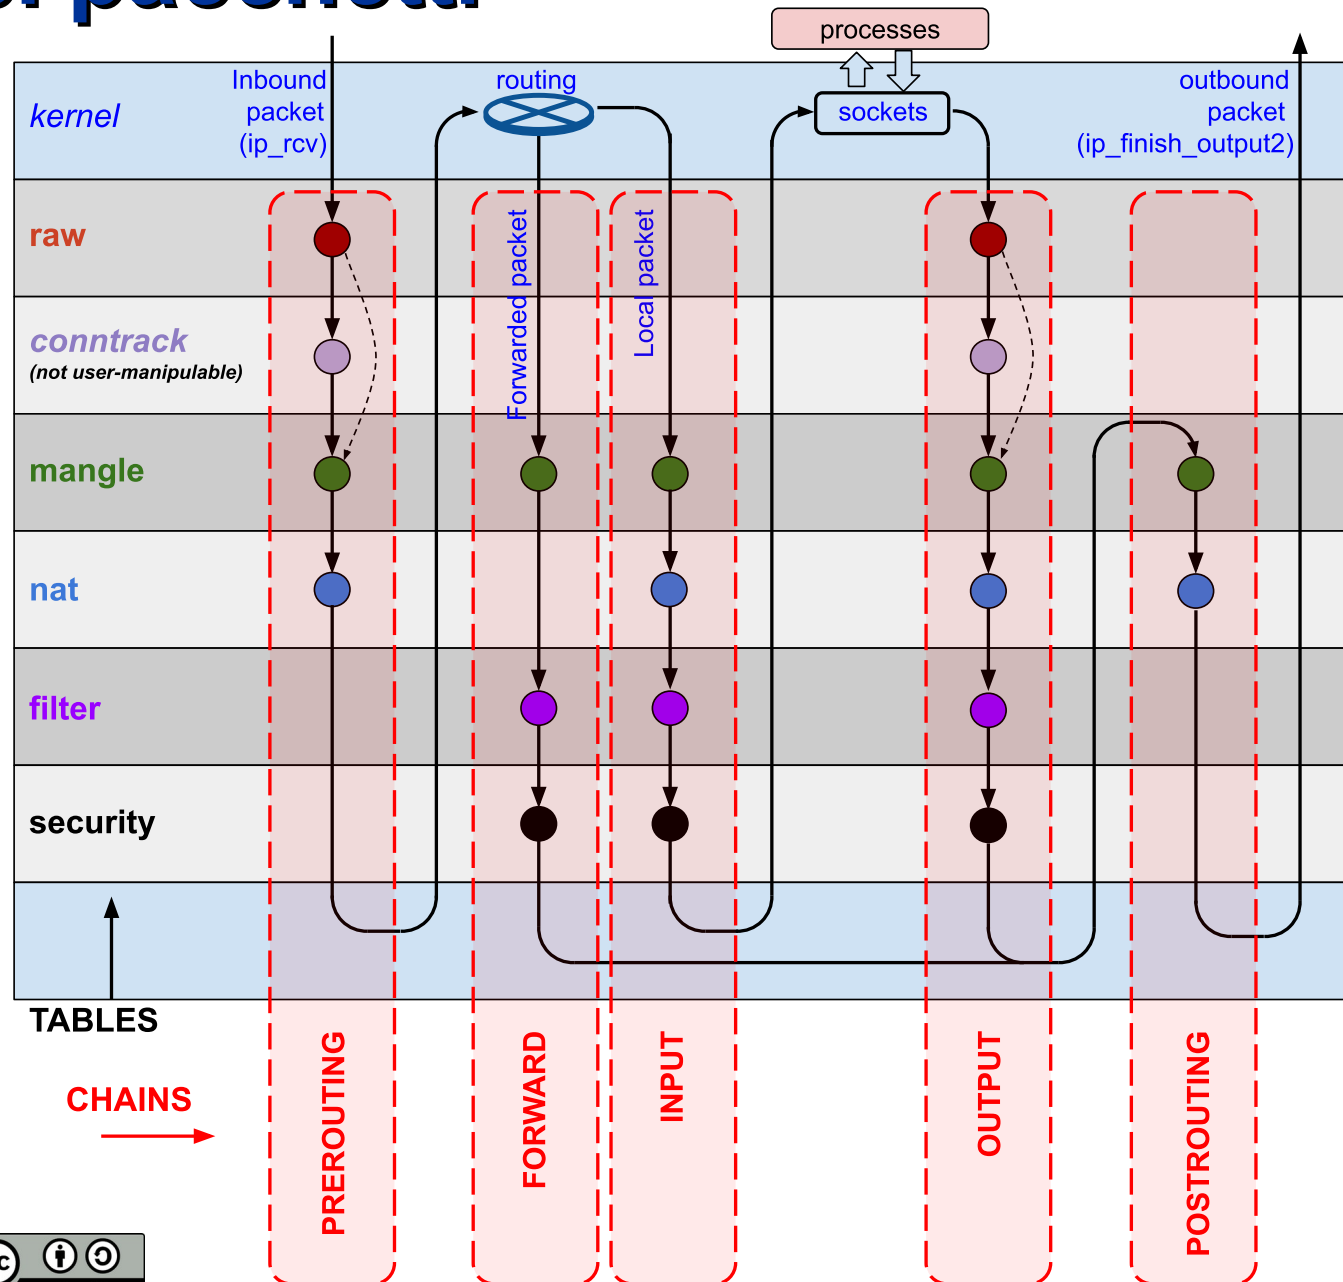 processes
Inbound
packet
(ip_rcv)
routing
sockets
outbound
packet
(ip_finish_output2)
kernel
raw
Forwarded packet
Local packet
conntrack
(not user-manipulable)
mangle
nat
filter
security
TABLES
CHAINS
PREROUTING
FORWARD
INPUT
OUTPUT
POSTROUTING